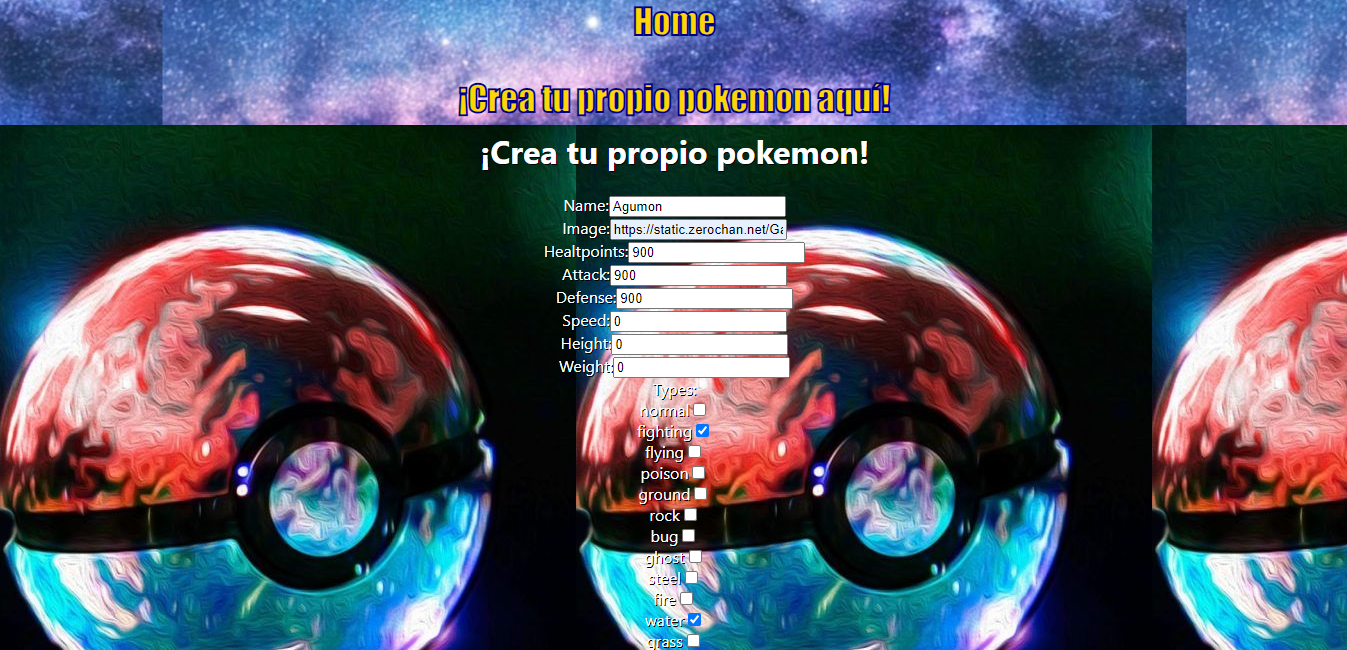 Home
¡Crea tu propio pokemon aquí!
¡Crea tu propio pokemon!
Name: Agumon
Image: https://static.zerochan.net/Ga
Healtpoints: 900
Attack: 900
Defense: 900
Speed: 0
Height: 0
Weight: 0
Types:
normal
fighting
flying
poison
ground
rock
bug
ghost
steel
fire
water
grass